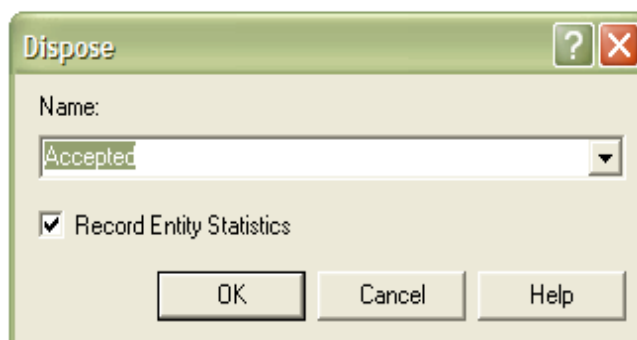 Dispose
Name:
Accepted
Record Entity Statistics
OK Cancel Help